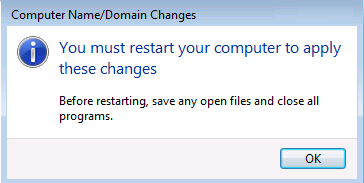 Computer Name/Domain Changes
You must restart your computer to apply
these changes
Before restarting, save any open files and close all
programs.
OK